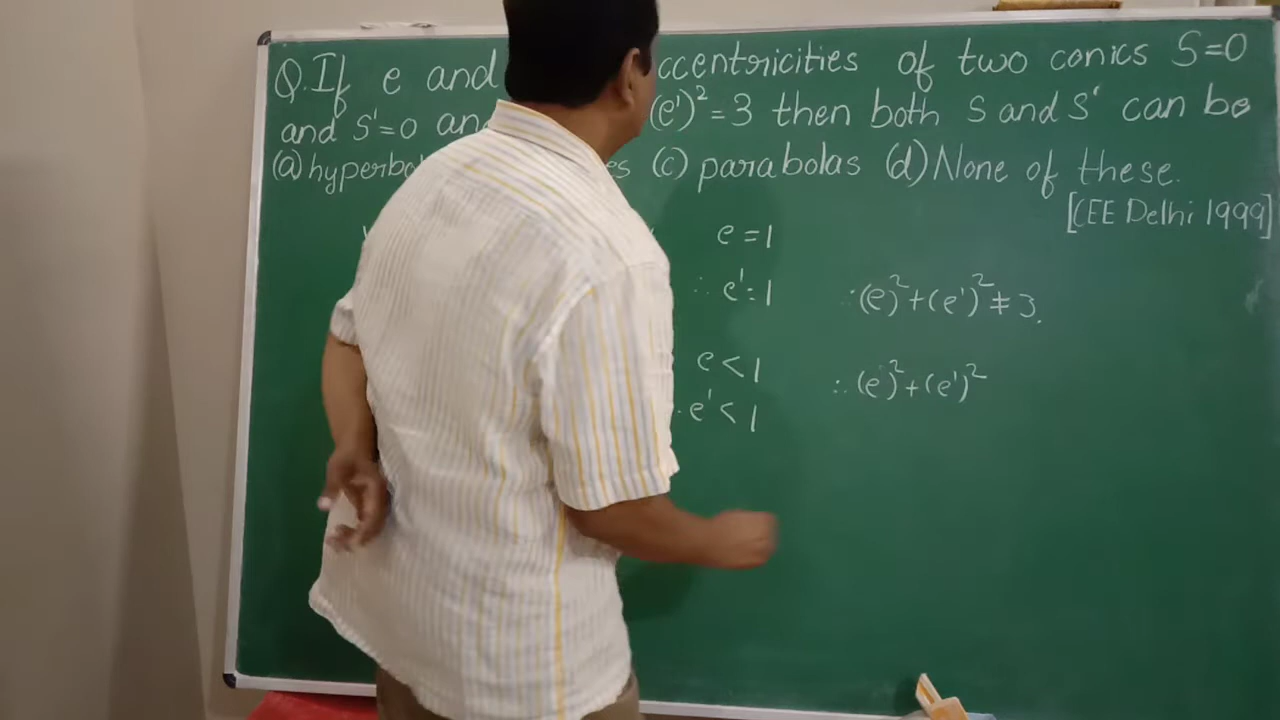 Q. If e and ccentricities of two conics S=0
and S'=0 an (e')²=3 then both S and S' can be
(a) hyperbol es (c) parabolas (d) None of these.
[CEE Delhi 1999]
e=1
∴ e'=1 ∴(e)²+(e')²≠3.
e<1 ∴(e)²+(e')²
e'<1